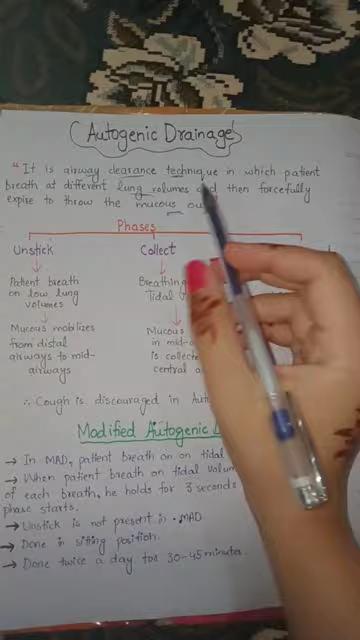 (Autogenic Drainage)
"It is airway clearance technique in which patient
breath at different lung volumes and then forcefully
expire to throw the mucous out
Phases
Unstick Collect
Patient breath Breathing
on low lung Tidal
volumes
Mucous mobilizes Mucous
from distal in mid-
airways to mid- is collected
airways central
∴ Cough is discouraged in
Modified Autogenic
→ In MAD, patient breath on on tidal
→ When patient breath on tidal volum
of each breath, he holds for 3 seconds
phase starts.
→ Unstick is not present in . MAD
→ Done in sitting position.
→ Done twice a day for 30-45 minutes.